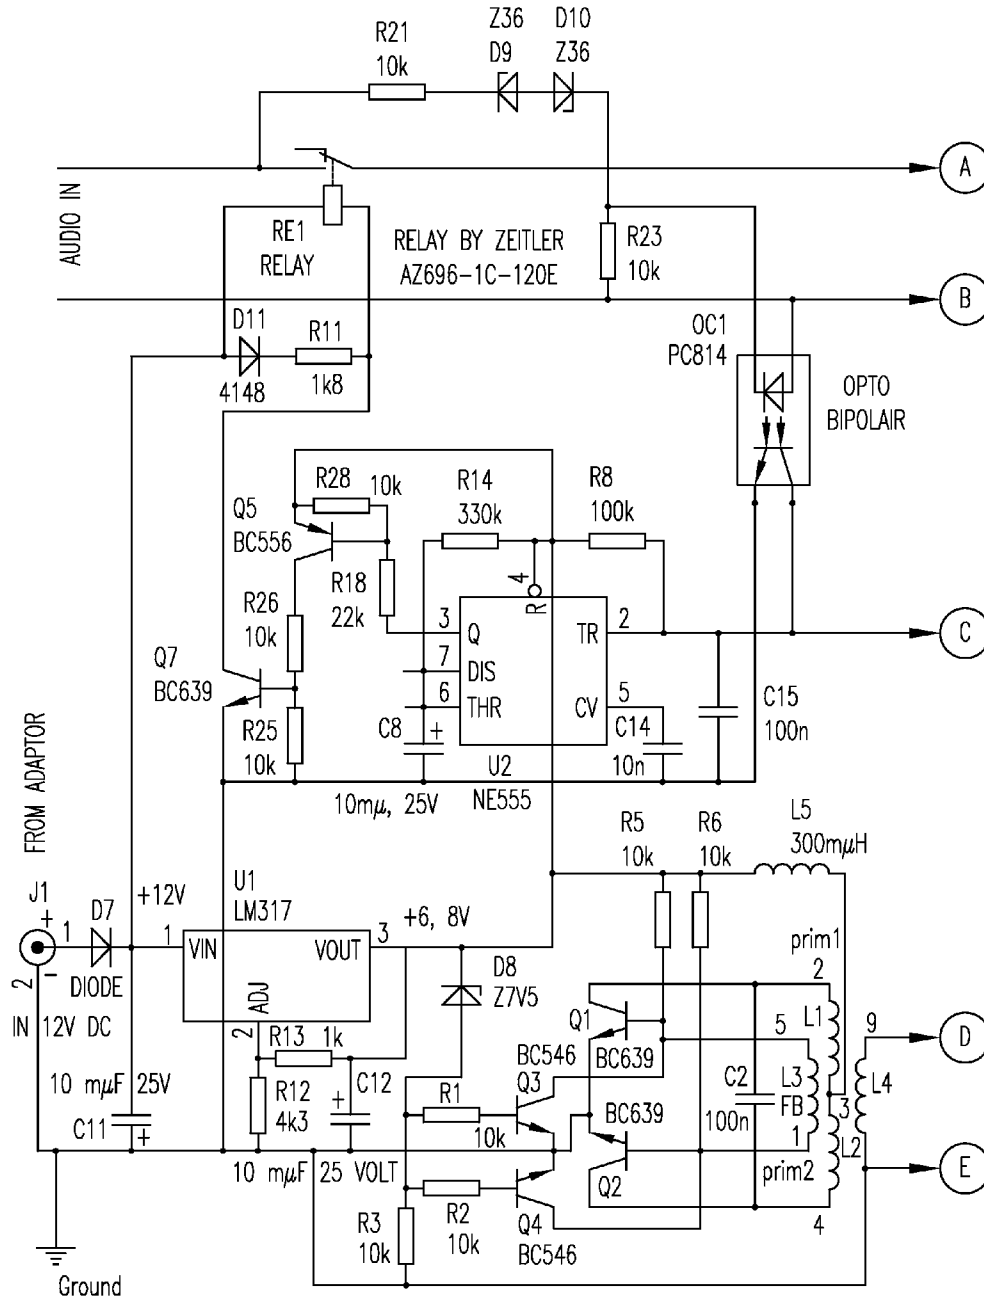 Z36
D10
R21
D9
Z36
10k
A
AUDIO IN
RE1
RELAY
RELAY BY ZEITLER
AZ696-1C-120E
R23
10k
B
D11
R11
OC1
PC814
4148
1k8
OPTO
BIPOLAIR
R28
10k
R14
330k
R8
100k
Q5
BC556
4
R
R18
22k
R26
10k
3
Q
TR
2
C
7
DIS
6
THR
5
CV
Q7
BC639
C8
+
C14
10n
C15
100n
R25
10k
U2
NE555
10mµ, 25V
FROM ADAPTOR
L5
300mµH
R5
10k
R6
10k
J1
+
1
D7
+12V
U1
LM317
+6, 8V
1
VIN
VOUT
3
prim1
2
2
-
DIODE
ADJ
2
D8
Z7V5
IN 12V DC
R13
1k
Q1
BC639
5
L1
9
D
BC546
Q3
10 mµF 25V
C11
+
R12
4k3
+
C12
R1
10k
BC639
C2
100n
L3
FB
3
L4
1
L2
10 mµF 25 VOLT
Q2
prim2
E
R3
10k
R2
10k
Q4
BC546
4
Ground